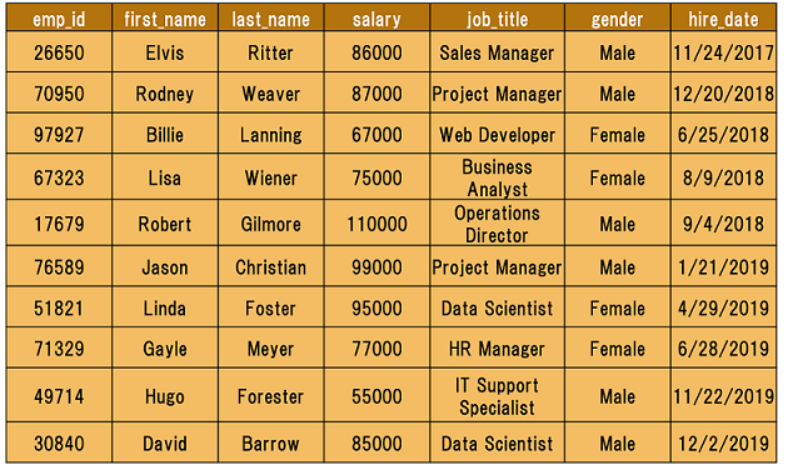 emp_id first_name last_name salary job_title gender hire_date
26650 Elvis Ritter 86000 Sales Manager Male 11/24/2017
70950 Rodney Weaver 87000 Project Manager Male 12/20/2018
97927 Billie Lanning 67000 Web Developer Female 6/25/2018
67323 Lisa Wiener 75000 Business Analyst Female 8/9/2018
17679 Robert Gilmore 110000 Operations Director Male 9/4/2018
76589 Jason Christian 99000 Project Manager Male 1/21/2019
51821 Linda Foster 95000 Data Scientist Female 4/29/2019
71329 Gayle Meyer 77000 HR Manager Female 6/28/2019
49714 Hugo Forester 55000 IT Support Specialist Male 11/22/2019
30840 David Barrow 85000 Data Scientist Male 12/2/2019